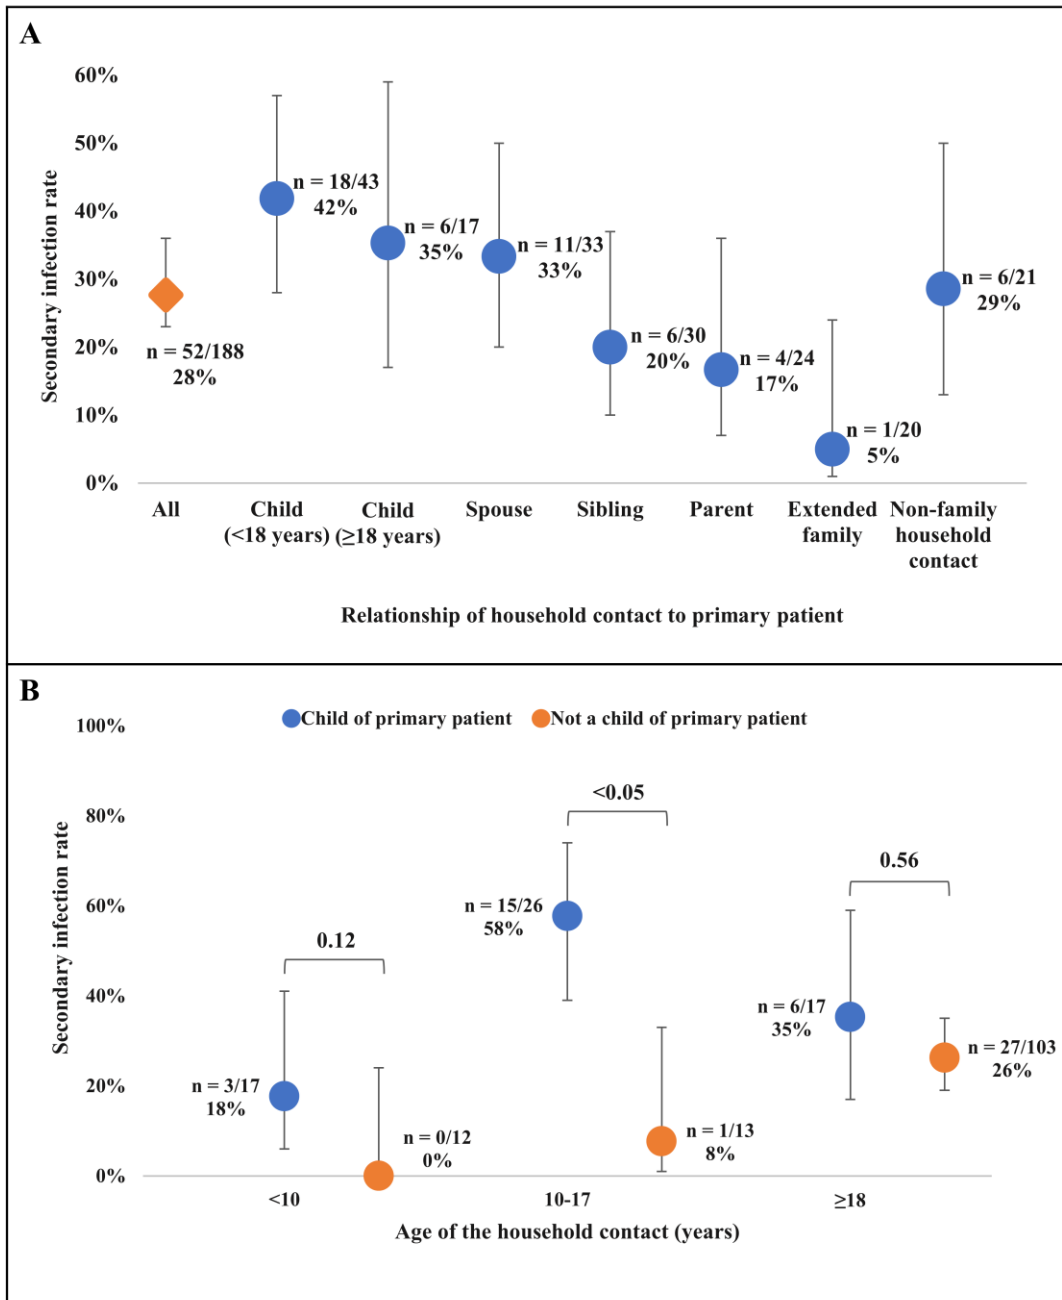 A
60%
50%
40%
30%
20%
10%
0%
Secondary infection rate
n = 52/188
28%
n = 18/43
42%
n = 6/17
35%
n = 11/33
33%
n = 6/30
20%
n = 4/24
17%
n = 1/20
5%
n = 6/21
29%
All
Child
(<18 years)
Child
(≥18 years)
Spouse
Sibling
Parent
Extended
family
Non-family
household
contact
Relationship of household contact to primary patient
B
Child of primary patient
Not a child of primary patient
100%
80%
60%
40%
20%
0%
Secondary infection rate
0.12
<0.05
0.56
n = 3/17
18%
n = 0/12
0%
n = 15/26
58%
n = 1/13
8%
n = 6/17
35%
n = 27/103
26%
<10
10-17
≥18
Age of the household contact (years)